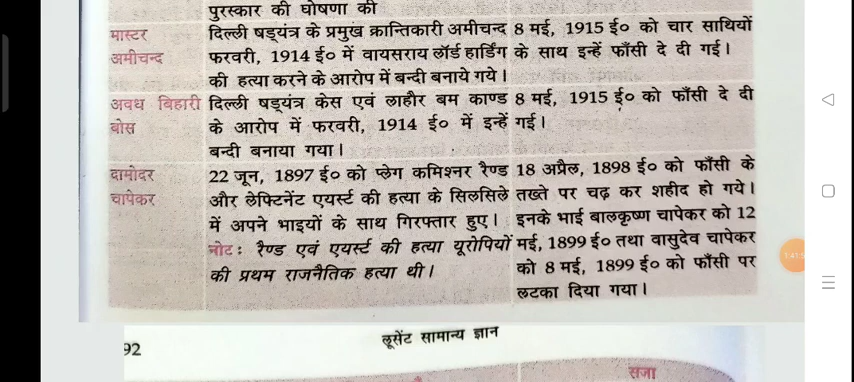 पुरस्कार की घोषणा की
मास्टर अमीचन्द
दिल्ली षड्यंत्र के प्रमुख क्रान्तिकारी अमीचन्द
फरवरी, 1914 ई० में वायसराय लॉर्ड हार्डिंग
की हत्या करने के आरोप में बन्दी बनाये गये।
8 मई, 1915 ई० को चार साथियों
के साथ इन्हें फाँसी दे दी गई।
अवध बिहारी बोस
दिल्ली षड्यंत्र केस एवं लाहौर बम काण्ड
के आरोप में फरवरी, 1914 ई० में इन्हें
बन्दी बनाया गया।
8 मई, 1915 ई० को फाँसी दे दी
गई।
दामोदर चापेकर
22 जून, 1897 ई० को प्लेग कमिश्नर रैण्ड
और लेफ्टिनेंट एयर्स्ट की हत्या के सिलसिले
में अपने भाइयों के साथ गिरफ्तार हुए।
नोट: रैण्ड एवं एयर्स्ट की हत्या यूरोपियों
की प्रथम राजनैतिक हत्या थी।
18 अप्रैल, 1898 ई० को फाँसी के
तख्ते पर चढ़ कर शहीद हो गये।
इनके भाई बालकृष्ण चापेकर को 12
मई, 1899 ई० तथा वासुदेव चापेकर
को 8 मई, 1899 ई० को फाँसी पर
लटका दिया गया।
92
लूसेंट सामान्य ज्ञान
सजा